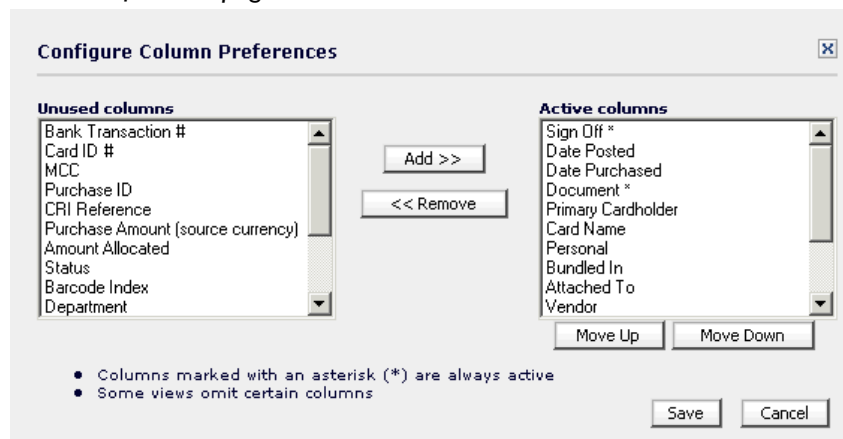 Configure Column Preferences
Unused columns
Bank Transaction #
Card ID #
MCC
Purchase ID
CRI Reference
Purchase Amount (source currency)
Amount Allocated
Status
Barcode Index
Department
Add >>
<< Remove
Active columns
Sign Off *
Date Posted
Date Purchased
Document *
Primary Cardholder
Card Name
Personal
Bundled In
Attached To
Vendor
Move Up
Move Down
Columns marked with an asterisk (*) are always active
Some views omit certain columns
Save
Cancel